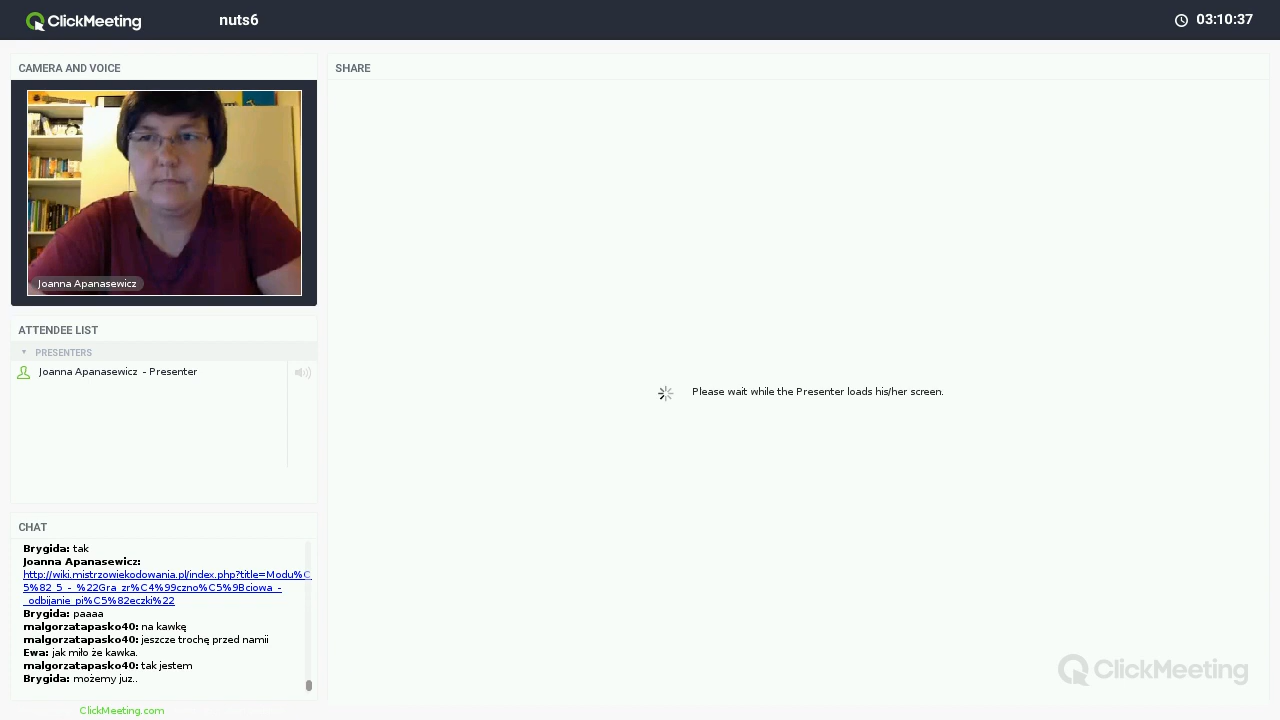 ClickMeeting
nuts6
03:10:37
CAMERA AND VOICE
Joanna Apanasewicz
ATTENDEE LIST
PRESENTERS
Joanna Apanasewicz - Presenter
CHAT
Brygida: tak
Joanna Apanasewicz:
http://wiki.mistrzowiekodowania.pl/index.php?title=Modu%C
5%82_5_-_%22Gra_zr%C4%99czno%C5%9Bciowa_-
_odbijanie_pi%C5%82eczki%22
Brygida: paaaa
malgorzatapasko40: na kawkę
malgorzatapasko40: jeszcze trochę przed namii
Ewa: jak miło że kawka.
malgorzatapasko40: tak jestem
Brygida: możemy juz..
ClickMeeting.com
SHARE
Please wait while the Presenter loads his/her screen.
ClickMeeting